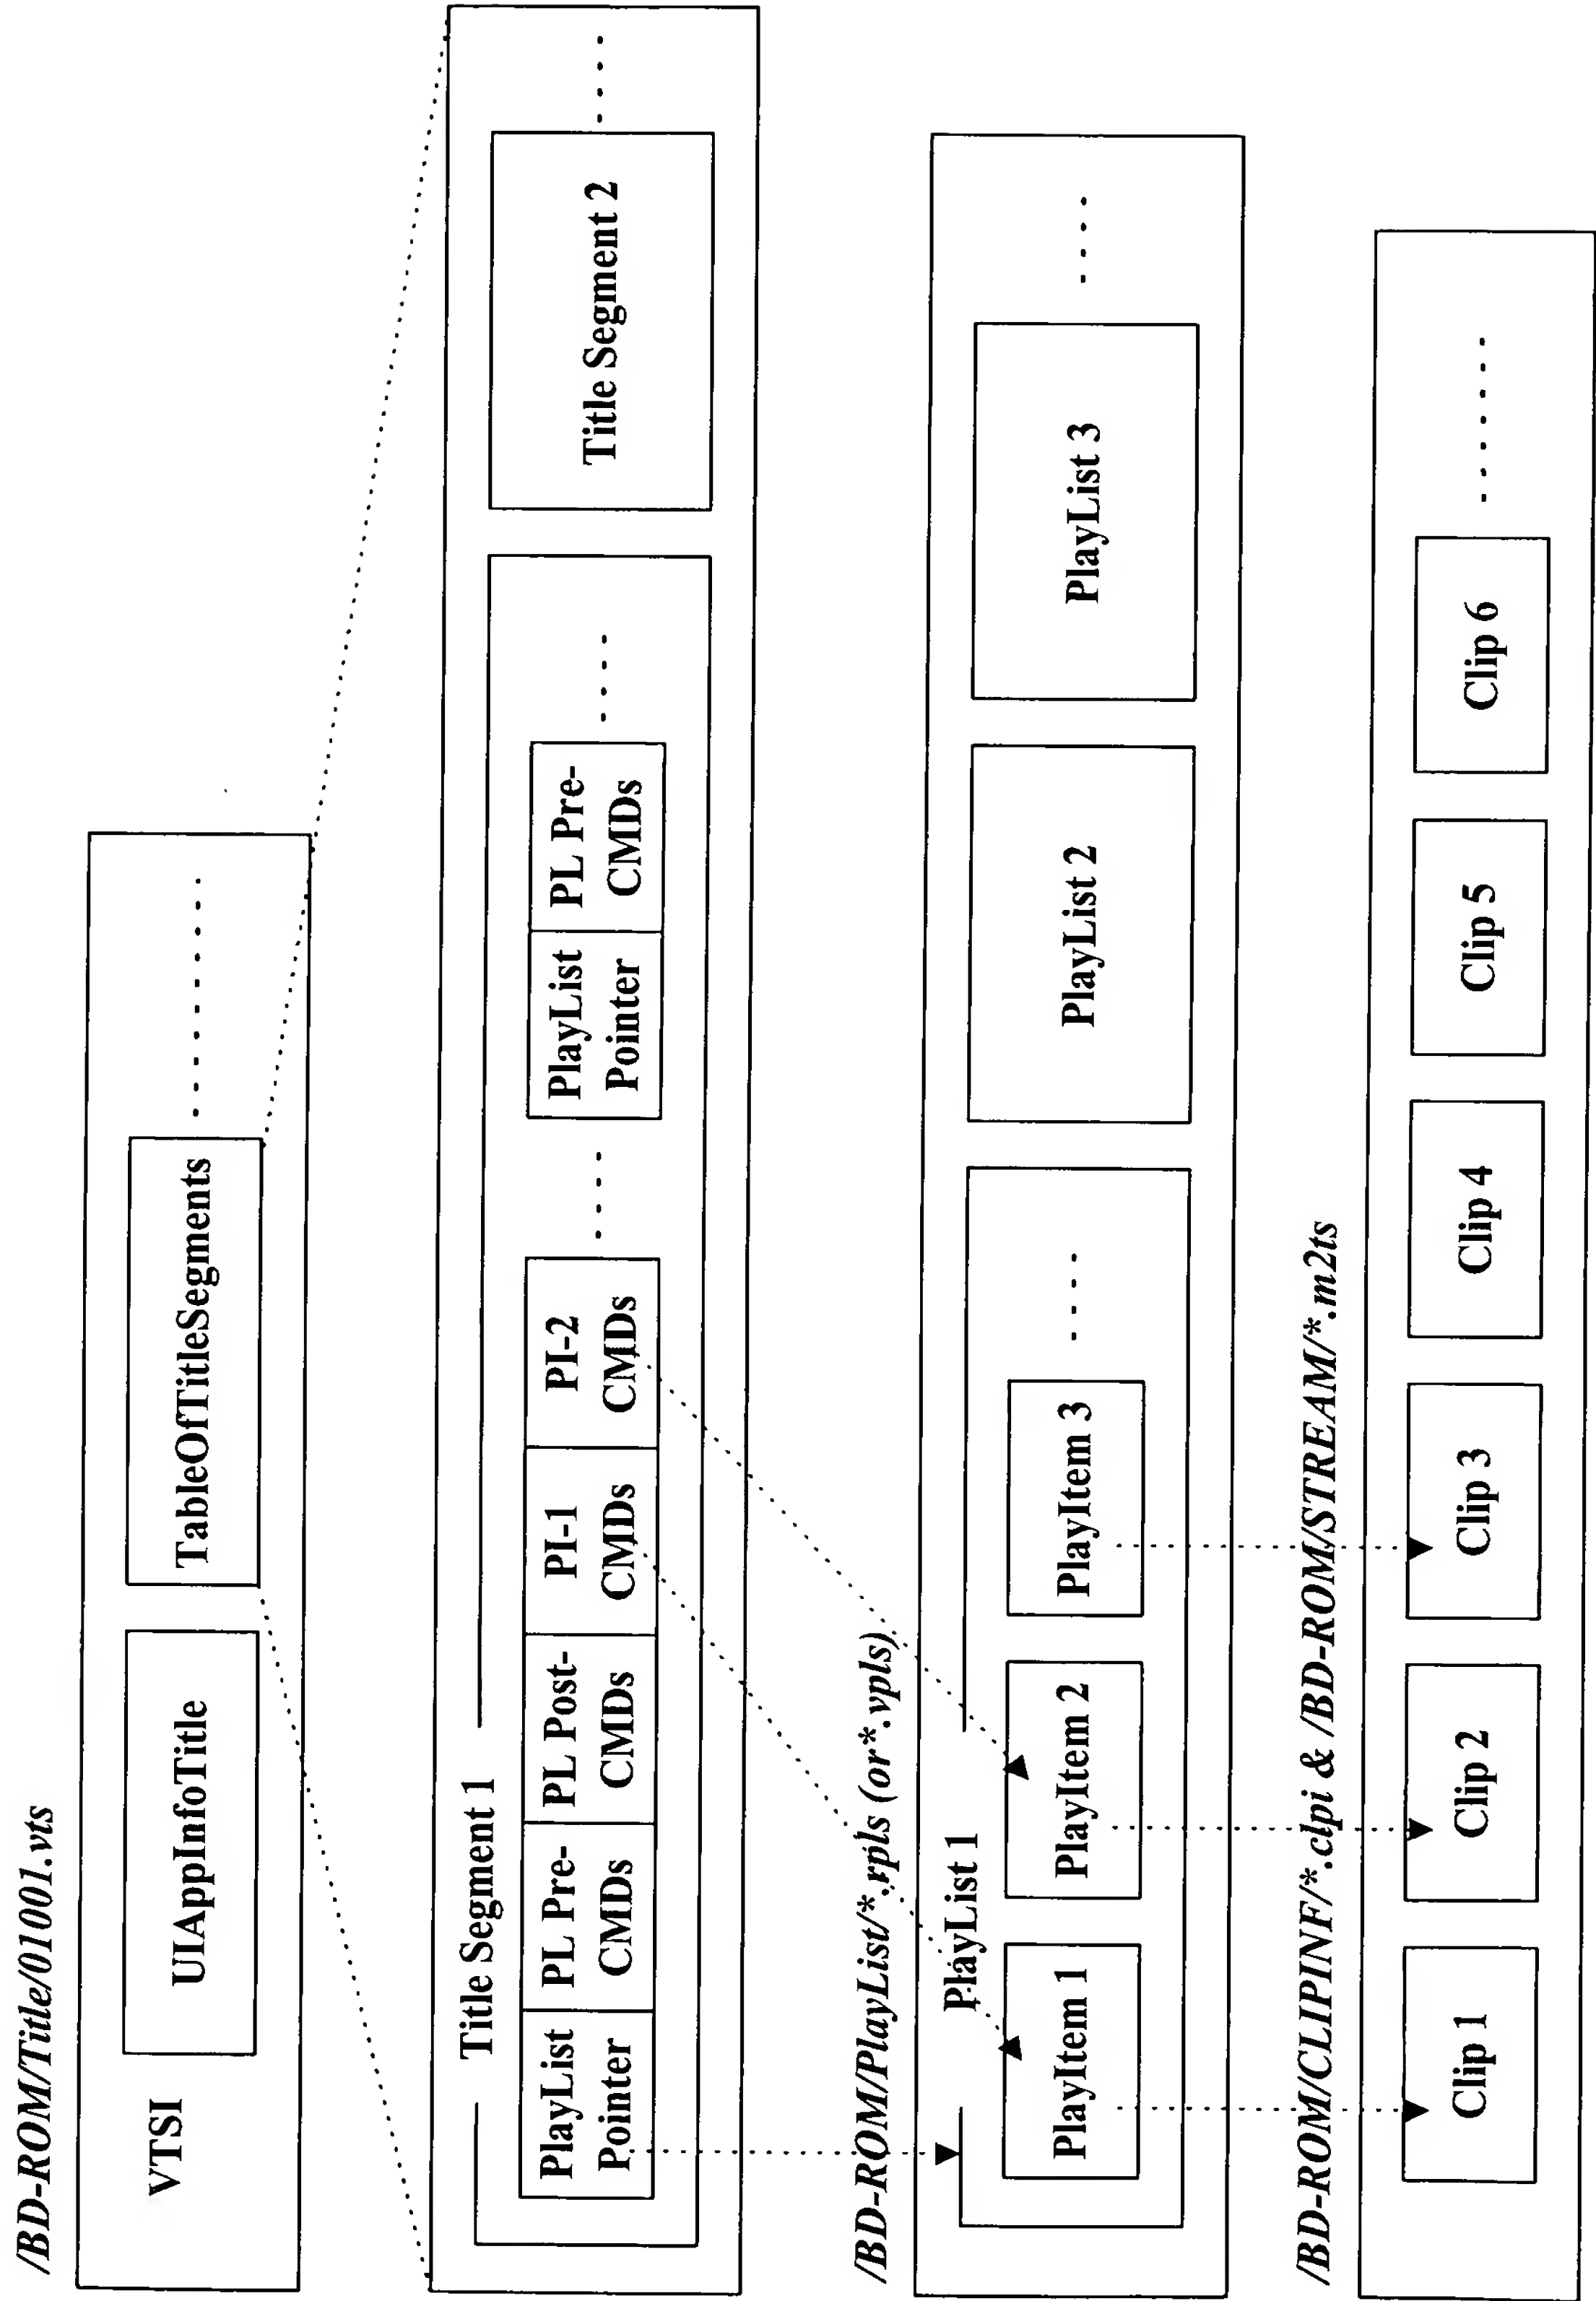 /BD-ROM/Title/01001.vts
VTSI
UIAppInfoTitle
TableOfTitleSegments
Title Segment 1
PlayList
Pointer
PL Pre-
CMDs
PL Post-
CMDs
PI-1
CMDs
PI-2
CMDs
PlayList
Pointer
PL Pre-
CMDs
Title Segment 2
/BD-ROM/PlayList/*.rpls (or*.vpls)
PlayList 1
PlayItem 1
PlayItem 2
PlayItem 3
PlayList 2
PlayList 3
/BD-ROM/CLIPINF/*.clpi & /BD-ROM/STREAM/*.m2ts
Clip 1
Clip 2
Clip 3
Clip 4
Clip 5
Clip 6